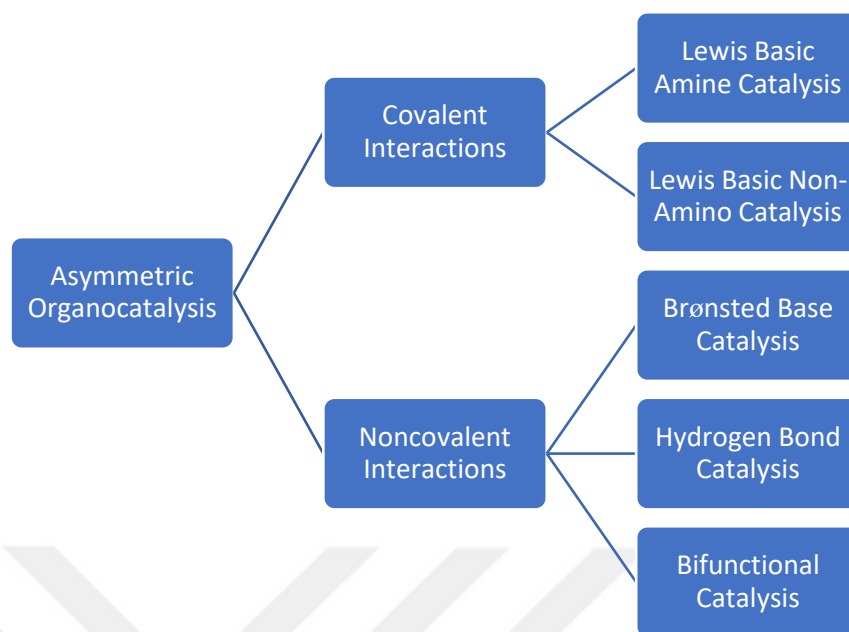 Asymmetric
Organocatalysis
Covalent
Interactions
Lewis Basic
Amine Catalysis
Lewis Basic Non-
Amino Catalysis
Noncovalent
Interactions
Brønsted Base
Catalysis
Hydrogen Bond
Catalysis
Bifunctional
Catalysis